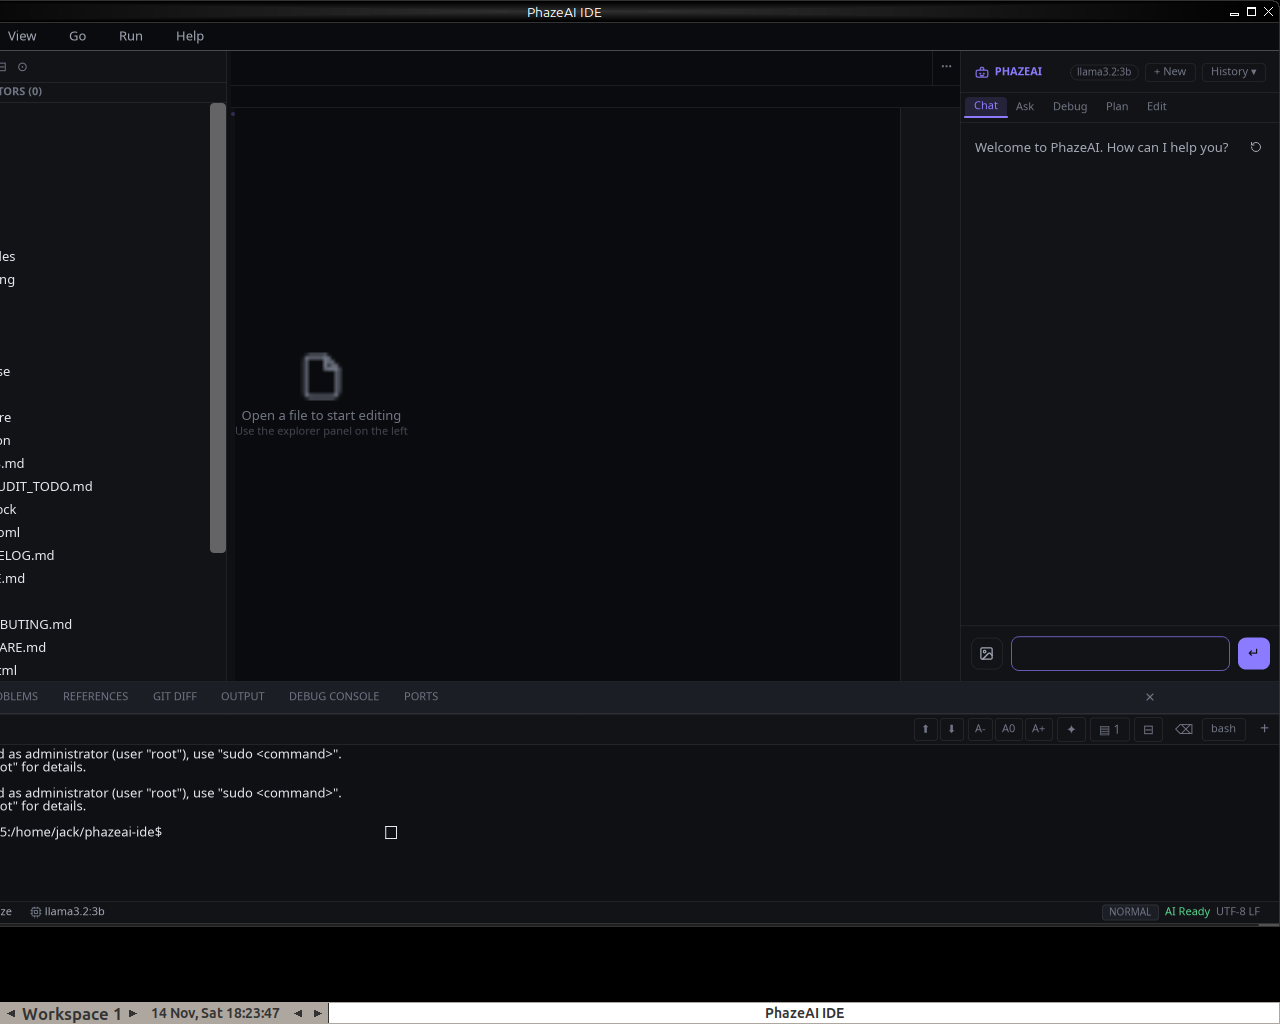 PhazeAI IDE
View Go Run Help
TORS (0)
PHAZEAI llama3.2:3b + New History ▾
Chat Ask Debug Plan Edit
Welcome to PhazeAI. How can I help you?
les
ng
se
Open a file to start editing
re
Use the explorer panel on the left
on
.md
UDIT_TODO.md
ock
oml
ELOG.md
E.md
BUTING.md
ARE.md
tml
OBLEMS REFERENCES GIT DIFF OUTPUT DEBUG CONSOLE PORTS
A- A0 A+ 1 bash +
d as administrator (user "root"), use "sudo <command>".
ot" for details.
d as administrator (user "root"), use "sudo <command>".
ot" for details.
5:/home/jack/phazeai-ide$
ze llama3.2:3b NORMAL AI Ready UTF-8 LF
Workspace 1 14 Nov, Sat 18:23:47 PhazeAI IDE